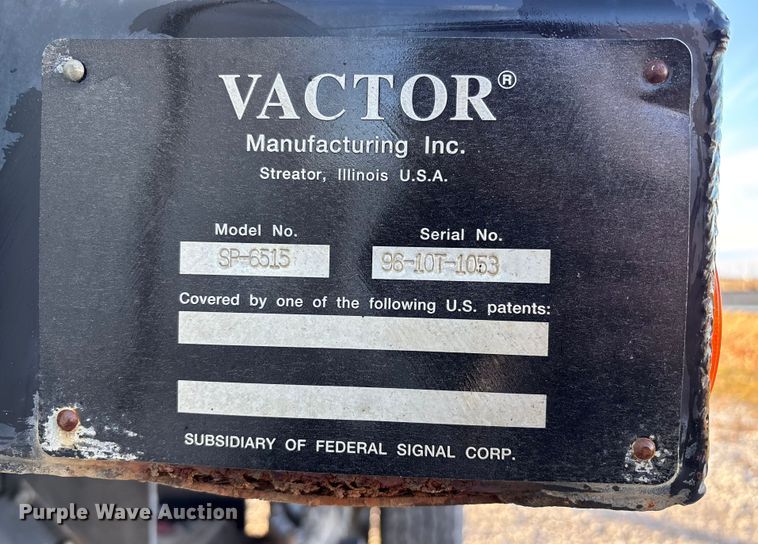 VACTOR®
Manufacturing Inc.
Streator, Illinois U.S.A.
Model No. Serial No.
SP-6515 96-10T-1053
Covered by one of the following U.S. patents:
SUBSIDIARY OF FEDERAL SIGNAL CORP.
Purple Wave Auction